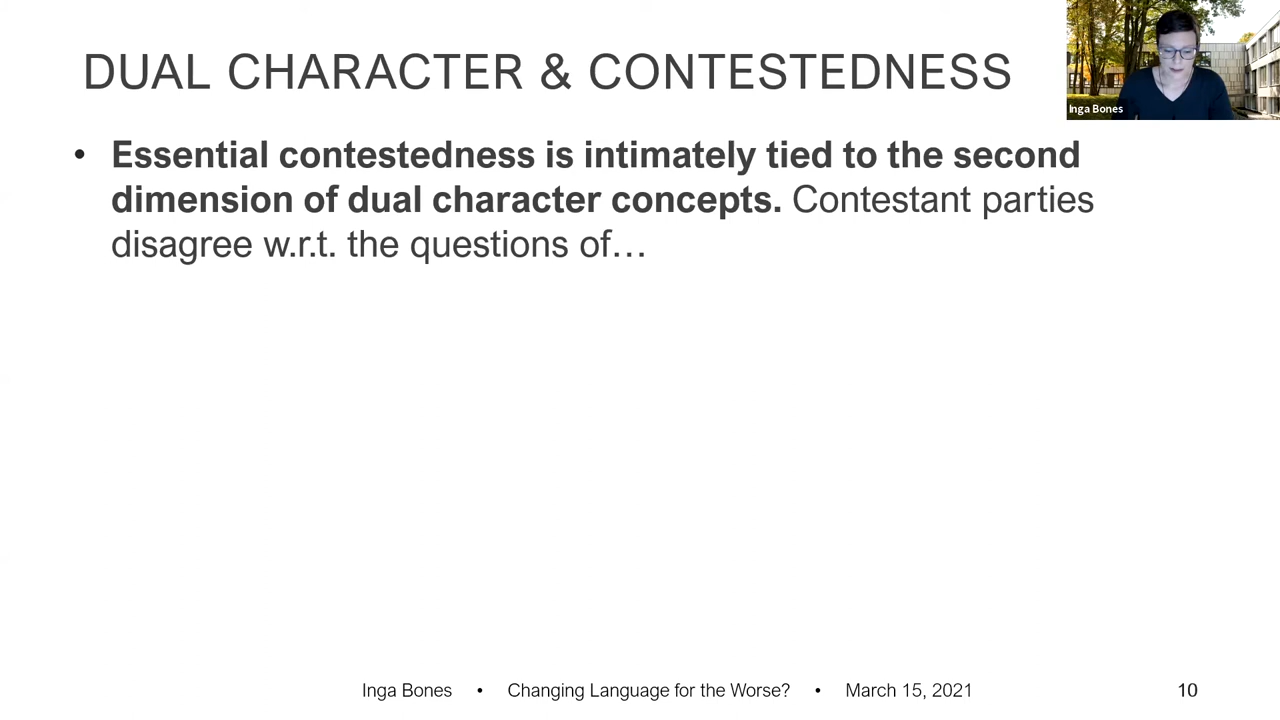 DUAL CHARACTER & CONTESTEDNESS
Inga Bones
• Essential contestedness is intimately tied to the second
dimension of dual character concepts. Contestant parties
disagree w.r.t. the questions of…
Inga Bones • Changing Language for the Worse? • March 15, 2021 10